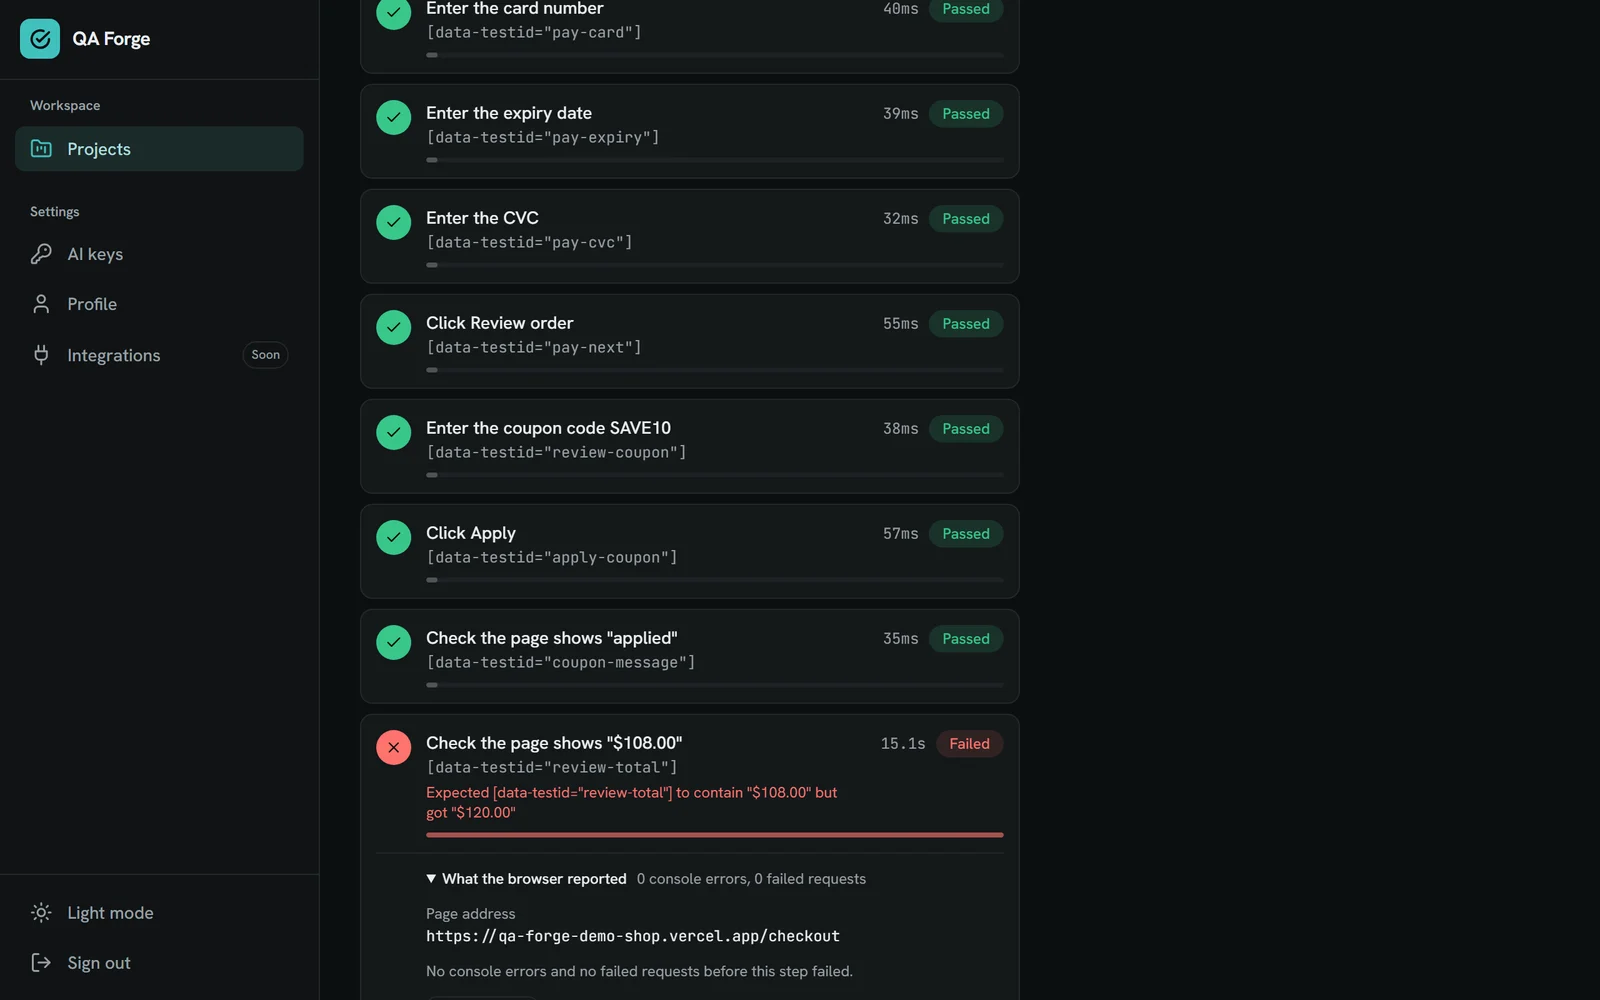 QA Forge
Workspace
Projects
Settings
AI keys
Profile
Integrations
Soon
Light mode
Sign out
Enter the card number
40ms
Passed
[data-testid="pay-card"]
Enter the expiry date
39ms
Passed
[data-testid="pay-expiry"]
Enter the CVC
32ms
Passed
[data-testid="pay-cvc"]
Click Review order
55ms
Passed
[data-testid="pay-next"]
Enter the coupon code SAVE10
38ms
Passed
[data-testid="review-coupon"]
Click Apply
57ms
Passed
[data-testid="apply-coupon"]
Check the page shows "applied"
35ms
Passed
[data-testid="coupon-message"]
Check the page shows "$108.00"
15.1s
Failed
[data-testid="review-total"]
Expected [data-testid="review-total"] to contain "$108.00" but
got "$120.00"
What the browser reported 0 console errors, 0 failed requests
Page address
https://qa-forge-demo-shop.vercel.app/checkout
No console errors and no failed requests before this step failed.